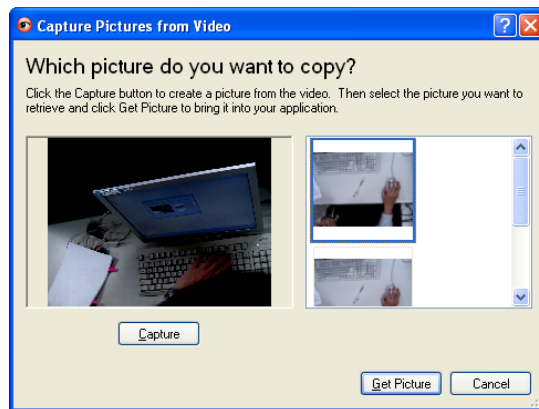 Capture Pictures from Video
Which picture do you want to copy?
Click the Capture button to create a picture from the video. Then select the picture you want to
retrieve and click Get Picture to bring it into your application.
Capture
Get Picture
Cancel